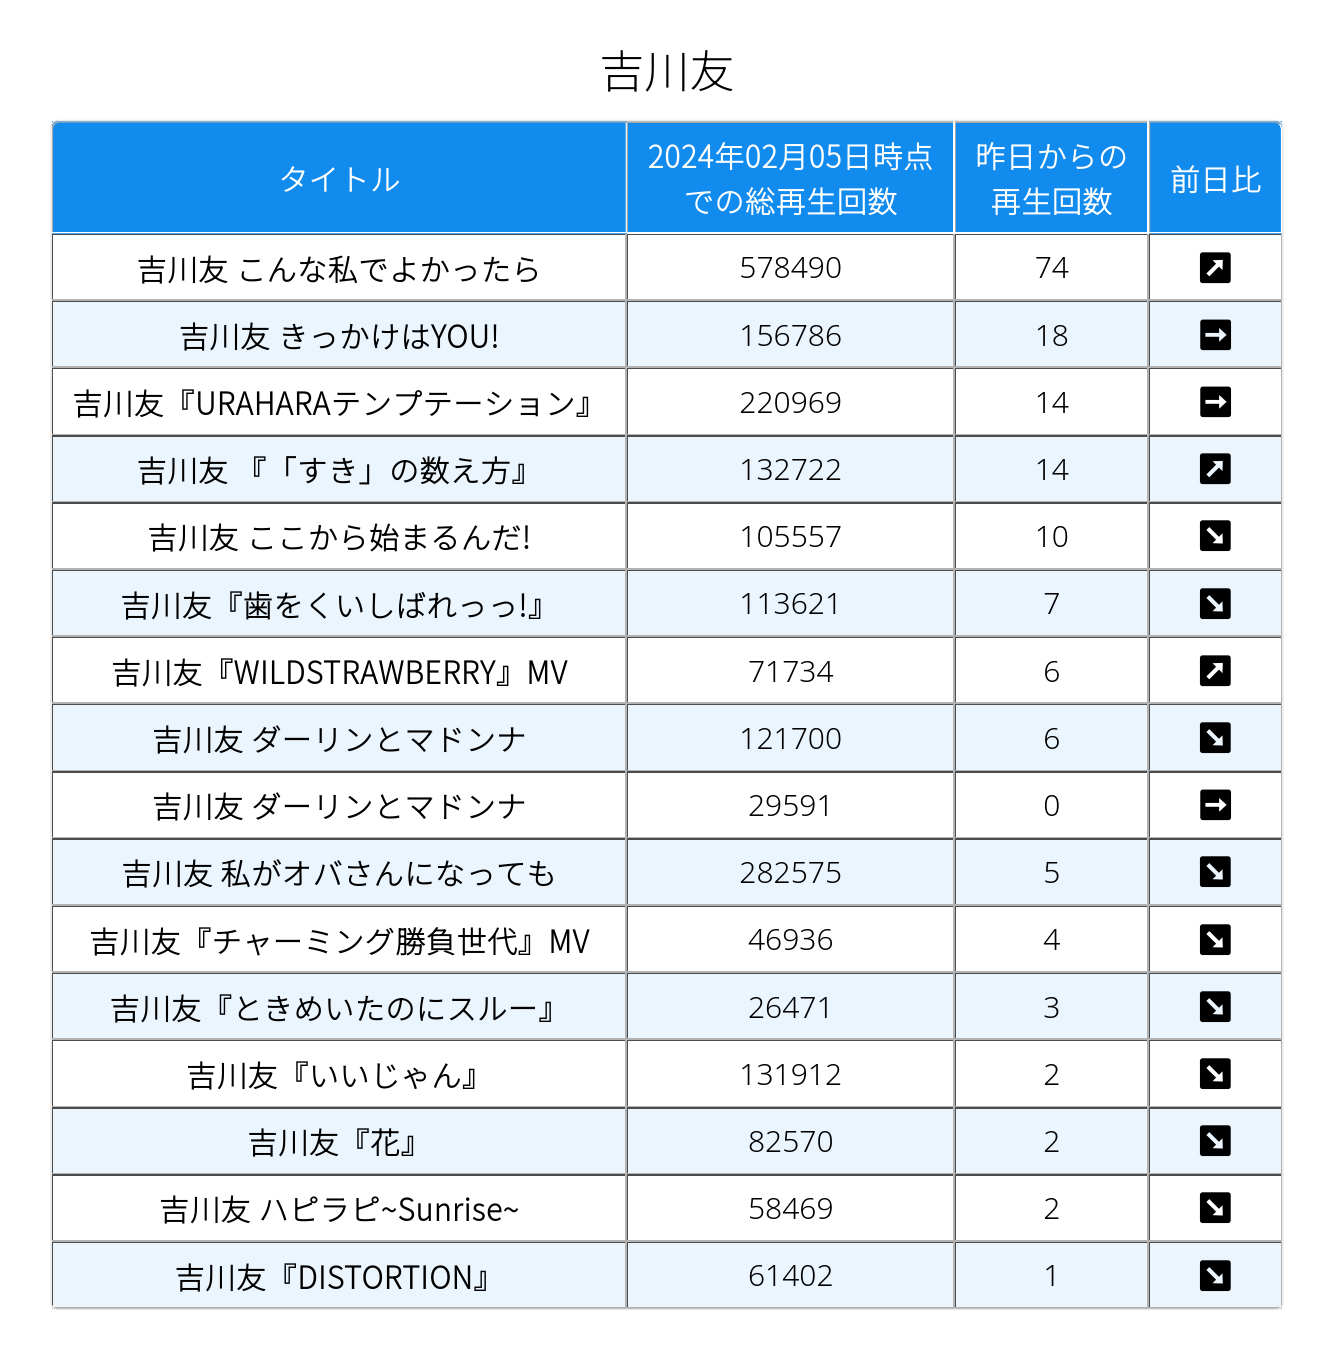 吉川友
タイトル
2024年02月05日時点
での総再生回数
昨日からの
再生回数
前日比
吉川友 こんな私でよかったら 578490 74
吉川友 きっかけはYOU! 156786 18
吉川友『URAHARAテンプテーション』 220969 14
吉川友 『「すき」の数え方』 132722 14
吉川友 ここから始まるんだ! 105557 10
吉川友『歯をくいしばれっっ!』 113621 7
吉川友『WILDSTRAWBERRY』MV 71734 6
吉川友 ダーリンとマドンナ 121700 6
吉川友 ダーリンとマドンナ 29591 0
吉川友 私がオバさんになっても 282575 5
吉川友『チャーミング勝負世代』MV 46936 4
吉川友『ときめいたのにスルー』 26471 3
吉川友『いいじゃん』 131912 2
吉川友『花』 82570 2
吉川友 ハピラピ~Sunrise~ 58469 2
吉川友『DISTORTION』 61402 1